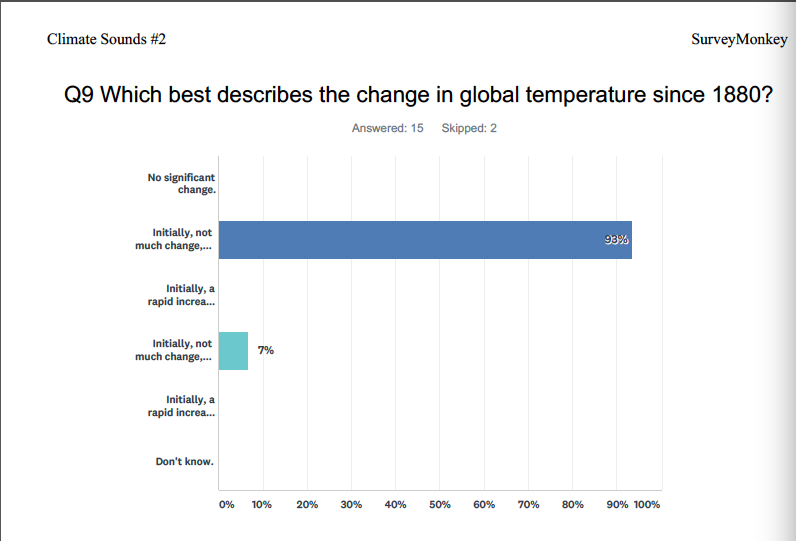 Climate Sounds #2
SurveyMonkey
Q9 Which best describes the change in global temperature since 1880?
Answered: 15 Skipped: 2
No significant
change.
Initially, not
much change,...
93%
Initially, a
rapid increa...
Initially, not
much change,...
7%
Initially, a
rapid increa...
Don't know.
0% 10% 20% 30% 40% 50% 60% 70% 80% 90% 100%